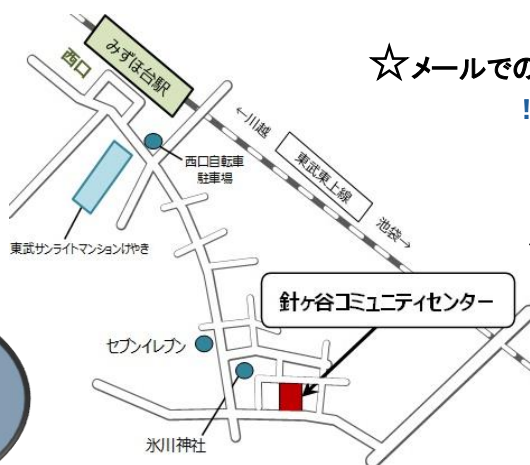 みずほ台駅
西口
☆メールでの
!
←川越
東武東上線
池袋→
西口自転車
駐車場
東武サンライトマンションけやき
針ヶ谷コミュニティセンター
セブンイレブン
氷川神社